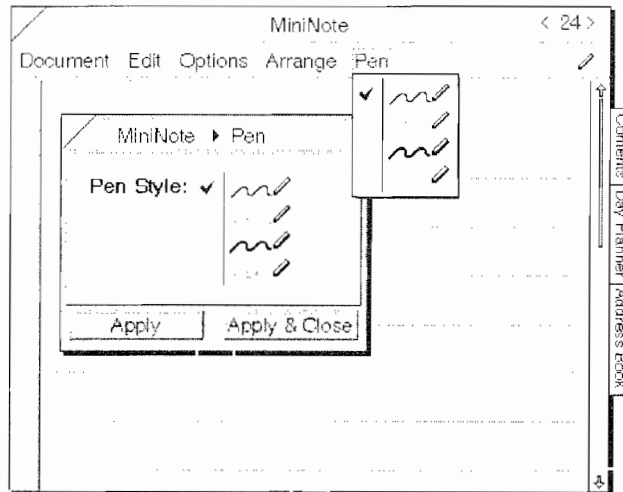 MiniNote < 24 >
Document Edit Options Arrange Pen
MiniNote ▸ Pen
Pen Style:
Apply Apply & Close
Contents
Day Planner
Address Book